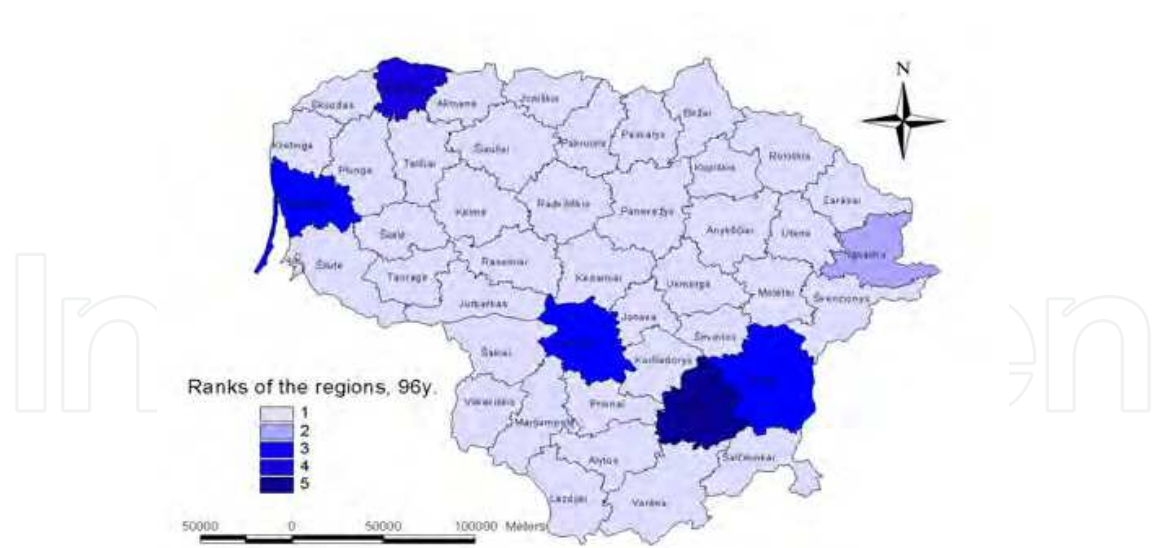 N
Skuodas
Akmenė
Joniškis
Biržai
Kretinga
Plungė
Telšiai
Šiauliai
Pakruojis
Pasvalys
Kupiškis
Rokiškis
Zarasai
Šilalė
Kelmė
Radviliškis
Panevėžys
Anykščiai
Utena
Ignalina
Šilutė
Tauragė
Raseiniai
Kėdainiai
Ukmergė
Molėtai
Švenčionys
Jurbarkas
Jonava
Širvintos
Šakiai
Kaišiadorys
Ranks of the regions, 96y.
1
2
3
4
5
Vilkaviškis
Marijampolė
Prienai
Alytus
Šalčininkai
Lazdijai
Varėna
50000 0 50000 100000 Meters